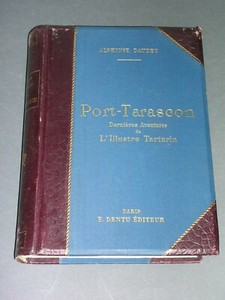 ALPHONSE DAUDET
Port-Tarascon
Dernières Aventures
de
L'Illustre Tartarin
PARIS
E. DENTU ÉDITEUR